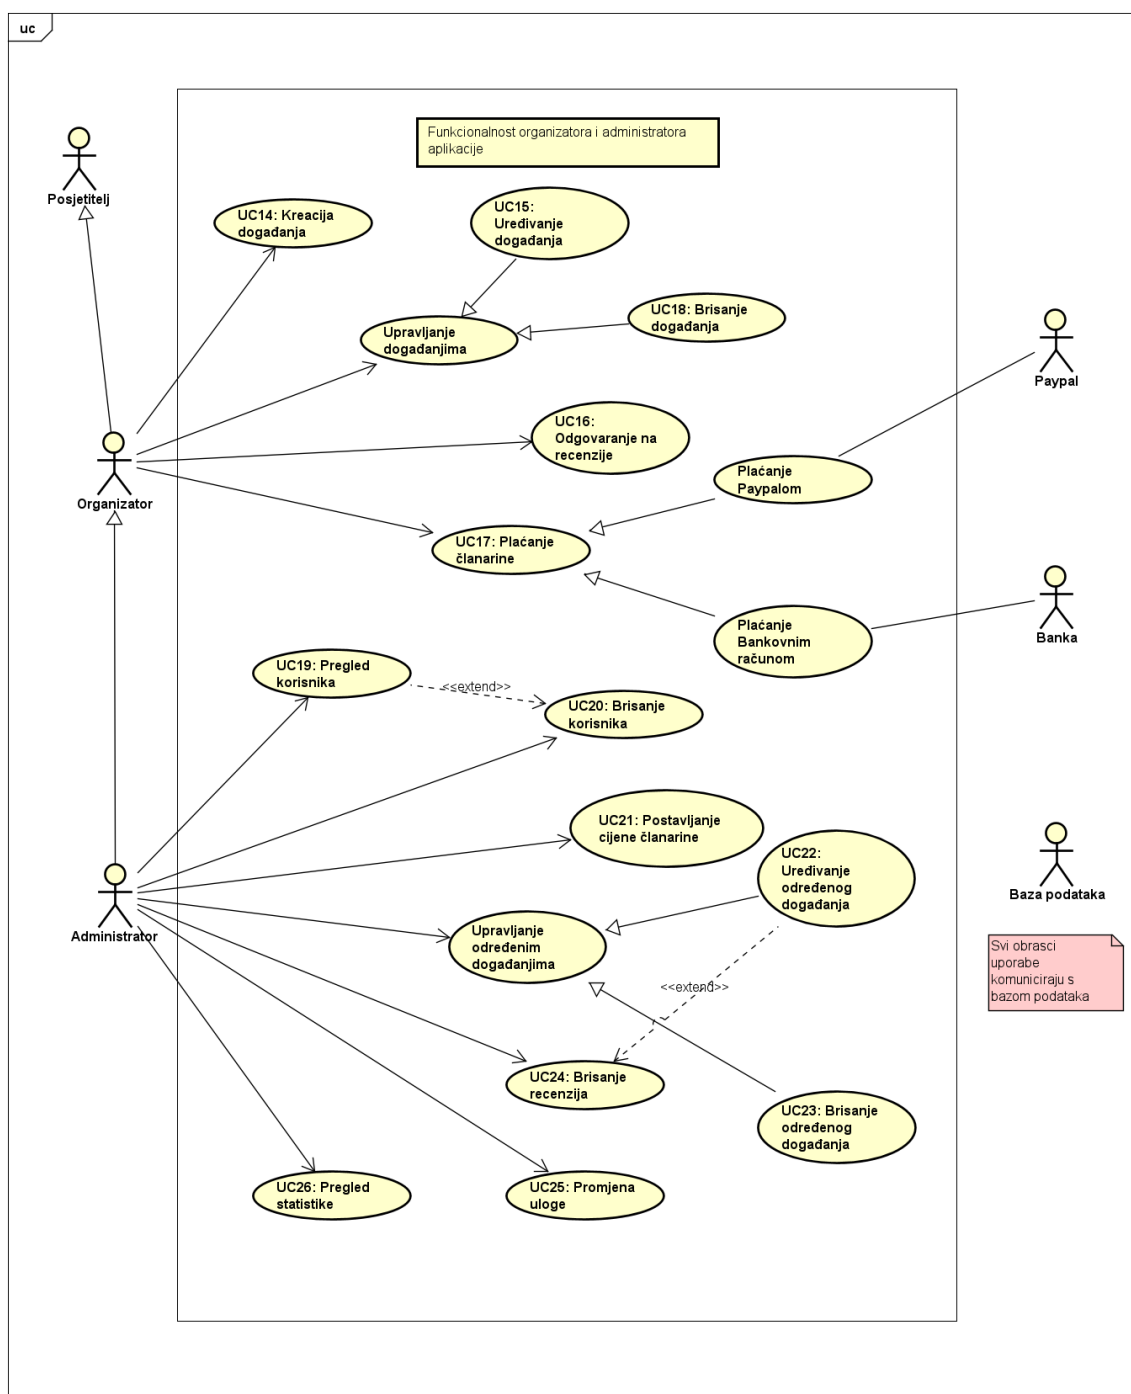 uc
Funkcionalnost organizatora i administratora
aplikacije
Posjetitelj
UC14: Kreacija
događanja
UC15:
Uređivanje
događanja
UC18: Brisanje
događanja
Upravljanje
događanjima
Paypal
UC16:
Odgovaranje na
recenzije
Plaćanje
Paypalom
Organizator
UC17: Plaćanje
članarine
Plaćanje
Bankovnim
računom
Banka
UC19: Pregled
korisnika
<<extend>>
UC20: Brisanje
korisnika
UC21: Postavljanje
cijene članarine
UC22:
Uređivanje
određenog
događanja
Baza podataka
Administrator
Upravljanje
određenim
događanjima
Svi obrasci
uporabe
komuniciraju s
bazom podataka
<<extend>>
UC24: Brisanje
recenzija
UC23: Brisanje
određenog
događanja
UC26: Pregled
statistike
UC25: Promjena
uloge